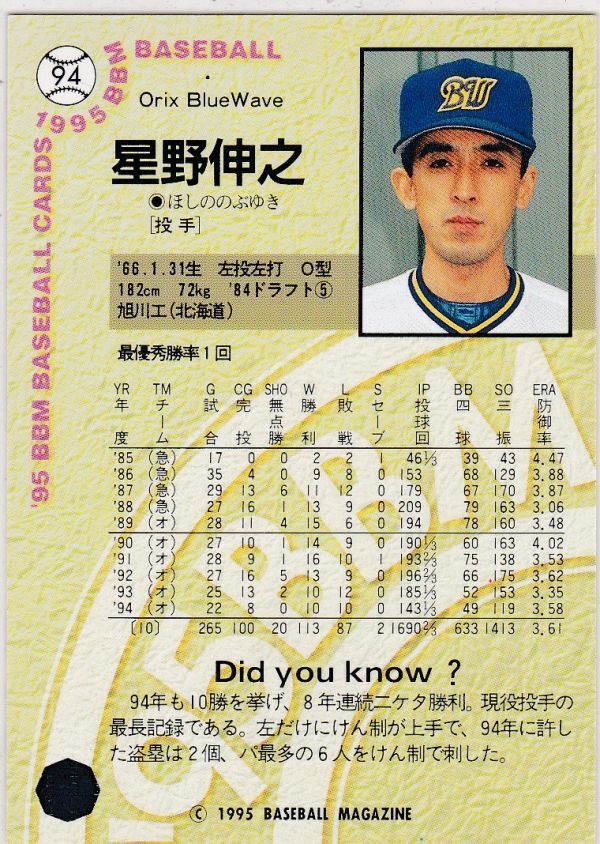 94
1995 BBM BASEBALL
'95 BBM BASEBALL CARDS
BW
Orix BlueWave
星野伸之
●ほしののぶゆき
[投手]
'66.1.31生 左投左打 O型
182cm 72kg '84ドラフト⑤
旭川工(北海道)
最優秀勝率1回
YR TM G CG SHO W L S IP BB SO ERA
年度 チーム 試合 完投 無点勝 勝利 敗戦 セーブ 投球回 四球 三振 防御率
'85 (急) 17 0 0 2 2 1 46⅓ 39 43 4.47
'86 (急) 35 4 0 9 8 0 153 68 129 3.88
'87 (急) 29 13 6 11 12 0 179 67 170 3.87
'88 (急) 27 16 1 13 9 0 209 79 163 3.06
'89 (オ) 28 11 4 15 6 0 194 78 160 3.48
'90 (オ) 27 10 1 14 9 0 190⅓ 60 163 4.02
'91 (オ) 28 9 1 16 10 1 193⅔ 75 138 3.53
'92 (オ) 27 16 5 13 9 0 196⅔ 66 175 3.62
'93 (オ) 25 13 2 10 12 0 185⅓ 52 153 3.35
'94 (オ) 22 8 0 10 10 0 143⅓ 49 119 3.58
[10] 265 100 20 113 87 2 1690⅔ 633 1413 3.61
Did you know ?
94年も10勝を挙げ、8年連続二ケタ勝利。現役投手の
最長記録である。左だけにけん制が上手で、94年に許し
た盗塁は2個、パ最多の6人をけん制で刺した。
© 1995 BASEBALL MAGAZINE